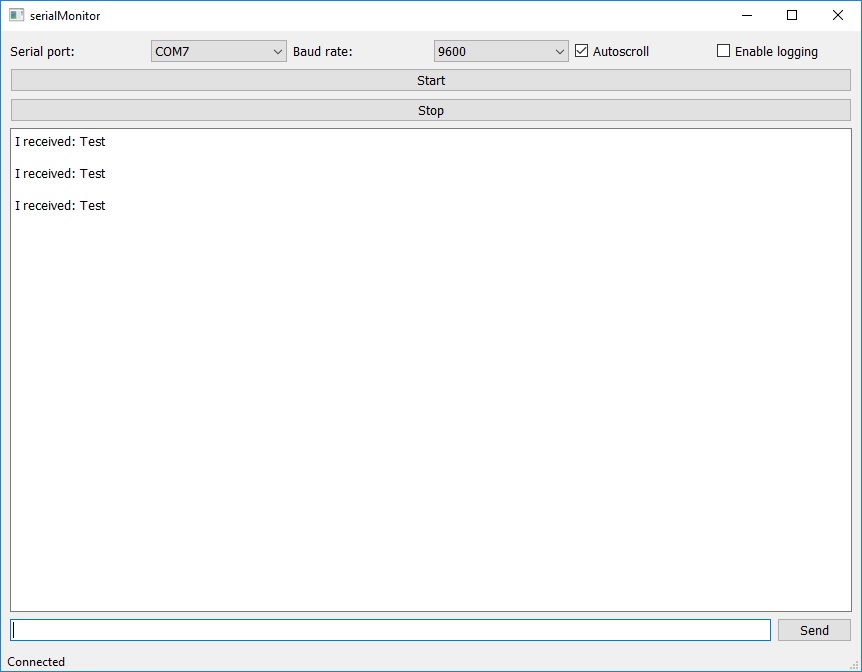 serialMonitor
Serial port: COM7 Baud rate: 9600 Autoscroll Enable logging
Start
Stop
I received: Test
I received: Test
I received: Test
Send
Connected